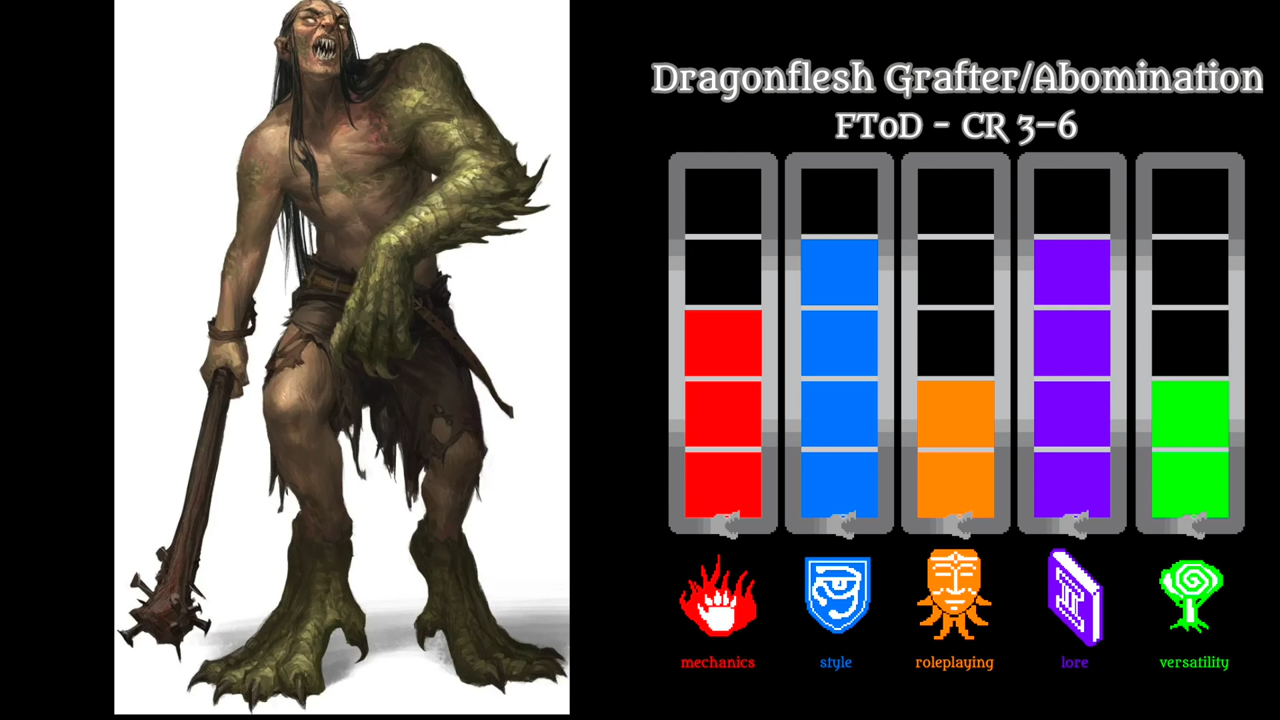 Dragonflesh Grafter/Abomination
FToD - CR 3-6
mechanics
style
roleplaying
lore
versatility